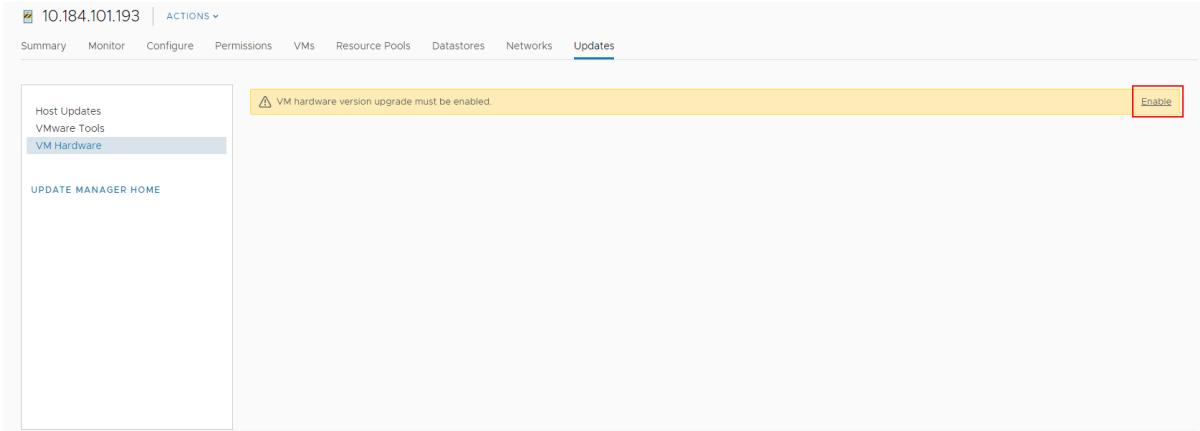 10.184.101.193 ACTIONS
Summary Monitor Configure Permissions VMs Resource Pools Datastores Networks Updates
VM hardware version upgrade must be enabled. Enable
Host Updates
VMware Tools
VM Hardware
UPDATE MANAGER HOME